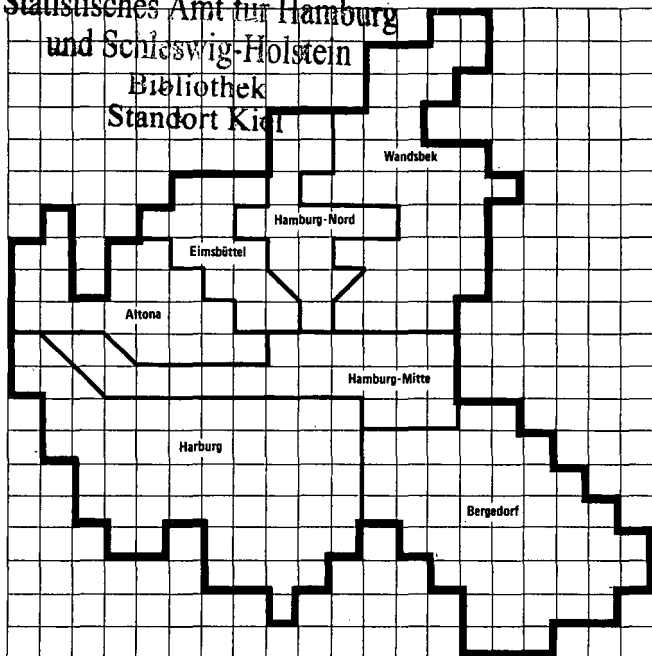 Statistisches Amt für Hamburg
und Schleswig-Holstein
Bibliothek
Standort Kiel
Wandsbek
Hamburg-Nord
Eimsbüttel
Altona
Hamburg-Mitte
Harburg
Bergedorf